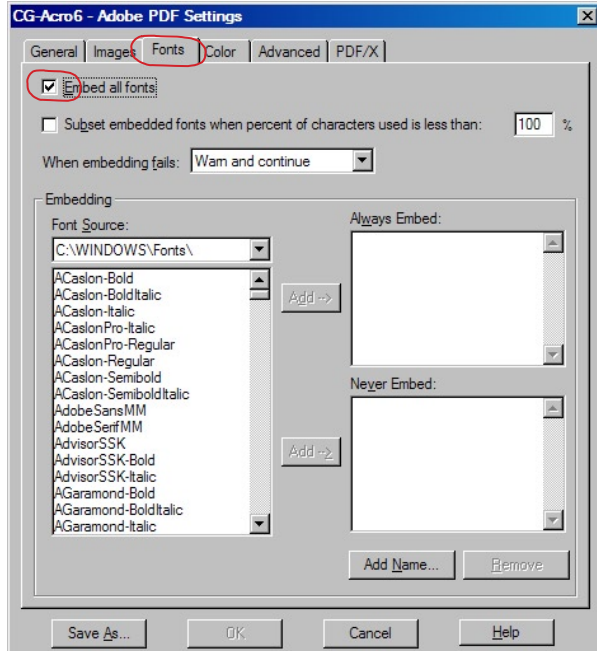 CG-Acro6 - Adobe PDF Settings
General Images Fonts Color Advanced PDF/X
Embed all fonts
Subset embedded fonts when percent of characters used is less than: 100 %
When embedding fails: Warn and continue
Embedding
Font Source:
C:\WINDOWS\Fonts\
ACaslon-Bold
ACaslon-BoldItalic
ACaslon-Italic
ACaslonPro-Italic
ACaslonPro-Regular
ACaslon-Regular
ACaslon-Semibold
ACaslon-SemiboldItalic
AdobeSansMM
AdobeSerifMM
AdvisorSSK
AdvisorSSK-Bold
AdvisorSSK-Italic
AGaramond-Bold
AGaramond-BoldItalic
AGaramond-Italic
Add -->
Add -->
Always Embed:
Never Embed:
Add Name... Remove
Save As... OK Cancel Help